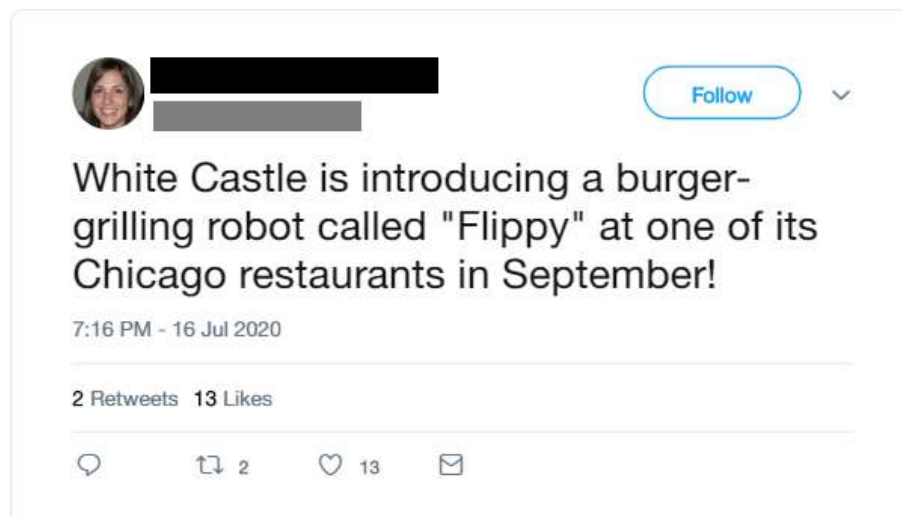 Follow
White Castle is introducing a burger-
grilling robot called "Flippy" at one of its
Chicago restaurants in September!
7:16 PM - 16 Jul 2020
2 Retweets 13 Likes
2 13